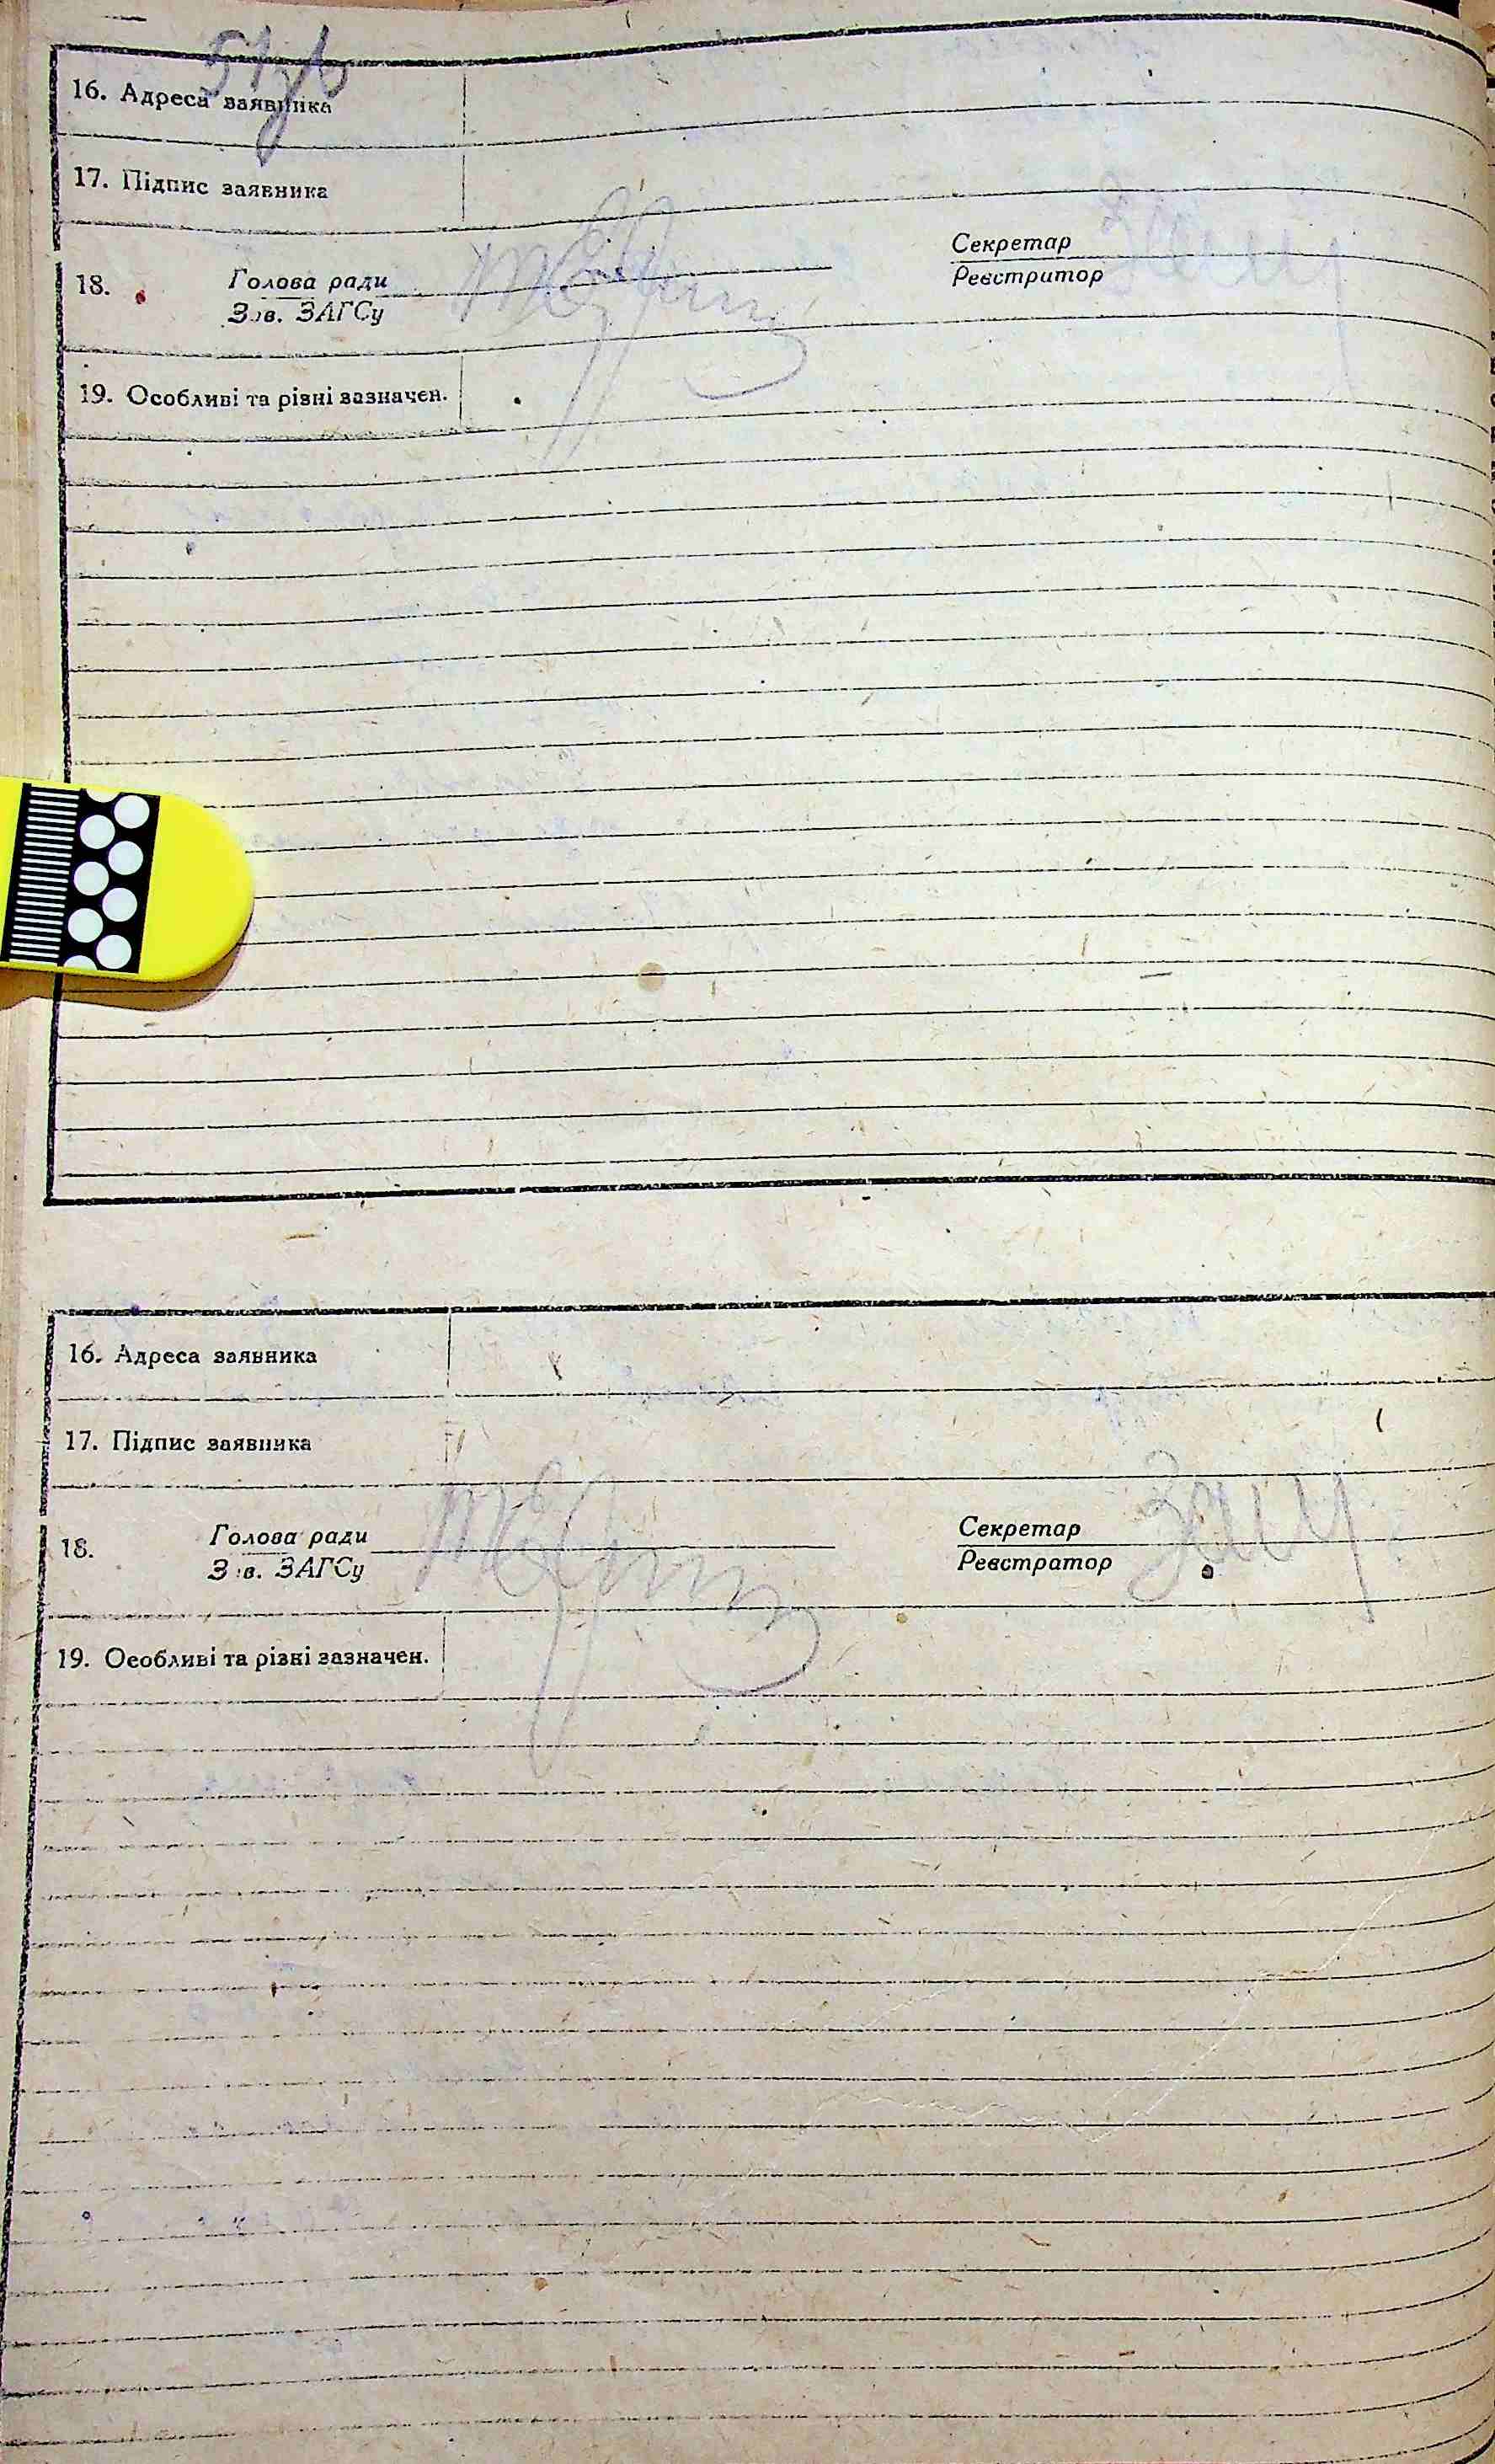 51зв
16. Адреса заявника
17. Підпис заявника
18. Голова ради
Зав. ЗАГСу
Секретар
Реєстратор
19. Особливі та різні зазначен.
16. Адреса заявника
17. Підпис заявника
18. Голова ради
Зав. ЗАГСу
Секретар
Реєстратор
19. Особливі та різні зазначен.